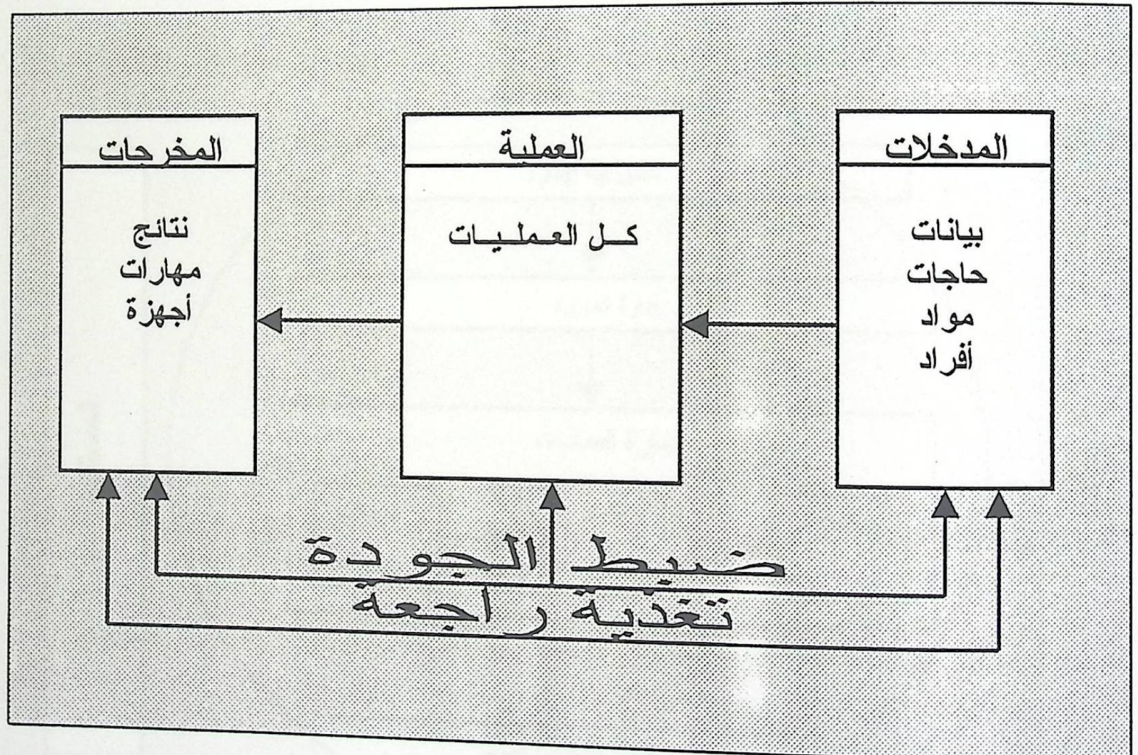 المدخلات
بيانات
حاجات
مواد
أفراد
العملية
كل العمليات
المخرجات
نتائج
مهارات
أجهزة
ضبط الجودة
تغذية راجعة